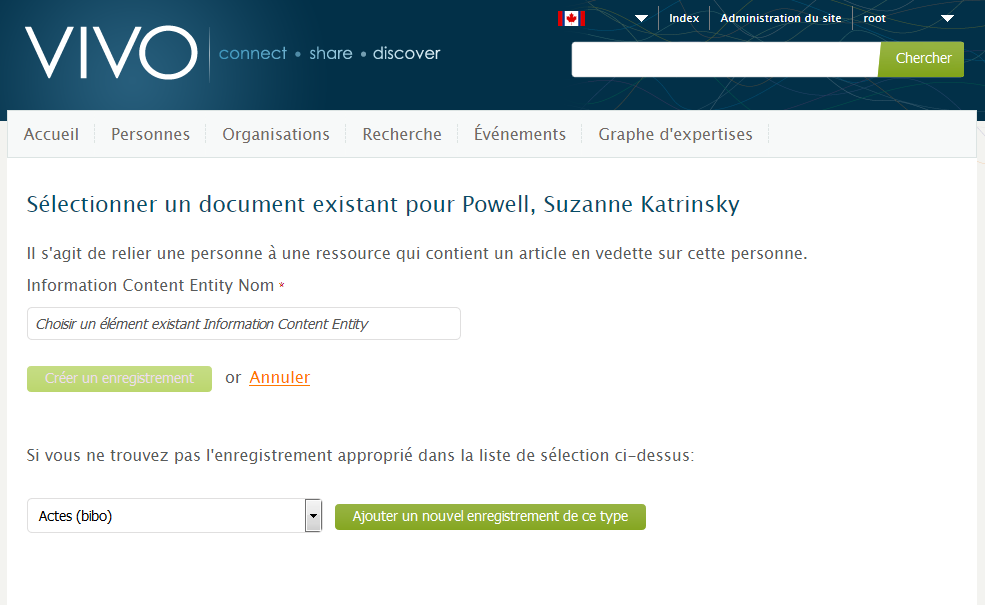 Index
Administration du site
root
VIVO
connect • share • discover
Chercher
Accueil
Personnes
Organisations
Recherche
Événements
Graphe d'expertises
Sélectionner un document existant pour Powell, Suzanne Katrinsky
Il s'agit de relier une personne à une ressource qui contient un article en vedette sur cette personne.
Information Content Entity Nom *
Choisir un élément existant Information Content Entity
Créer un enregistrement or Annuler
Si vous ne trouvez pas l'enregistrement approprié dans la liste de sélection ci-dessus:
Actes (bibo)
Ajouter un nouvel enregistrement de ce type